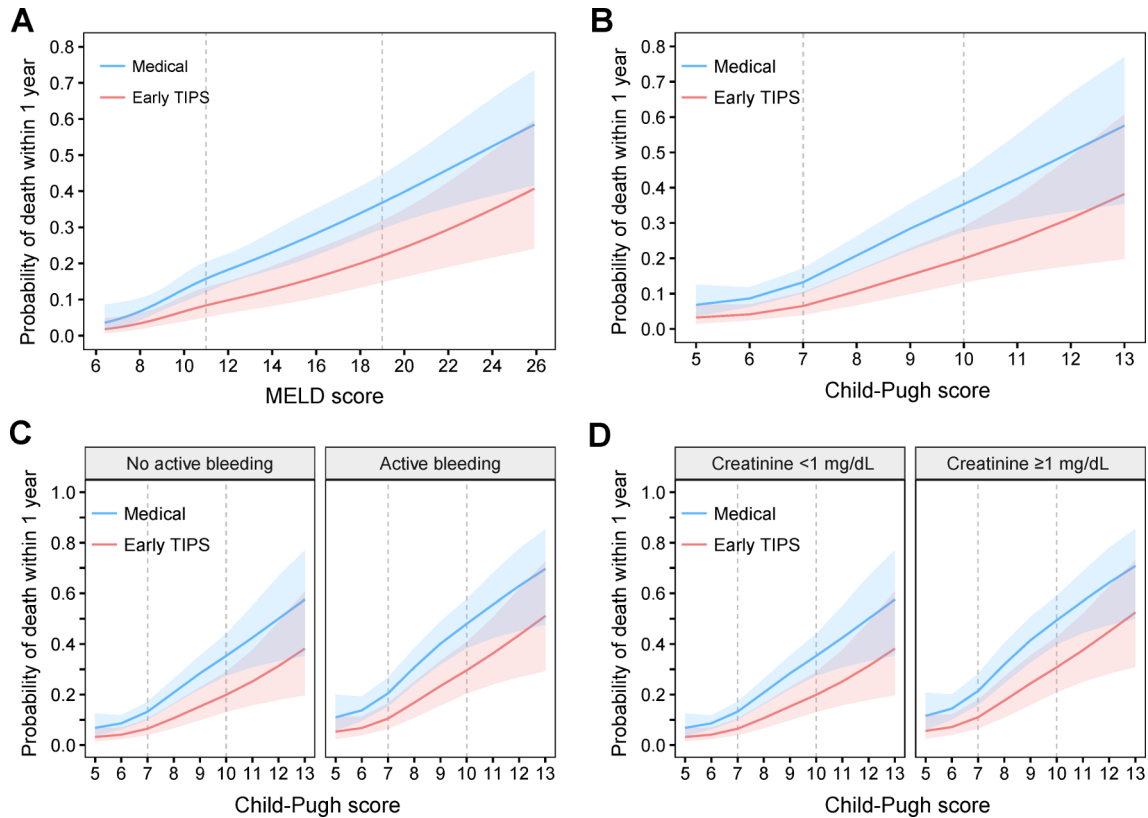 A
Probability of death within 1 year
0.8
0.7
0.6
0.5
0.4
0.3
0.2
0.1
0.0
Medical
Early TIPS
6 8 10 12 14 16 18 20 22 24 26
MELD score
B
Probability of death within 1 year
0.8
0.7
0.6
0.5
0.4
0.3
0.2
0.1
0.0
Medical
Early TIPS
5 6 7 8 9 10 11 12 13
Child-Pugh score
C
Probability of death within 1 year
No active bleeding
Active bleeding
1.0
0.8
0.6
0.4
0.2
0.0
Medical
Early TIPS
5 6 7 8 9 10 11 12 13
5 6 7 8 9 10 11 12 13
Child-Pugh score
D
Probability of death within 1 year
Creatinine <1 mg/dL
Creatinine ≥1 mg/dL
1.0
0.8
0.6
0.4
0.2
0.0
Medical
Early TIPS
5 6 7 8 9 10 11 12 13
5 6 7 8 9 10 11 12 13
Child-Pugh score